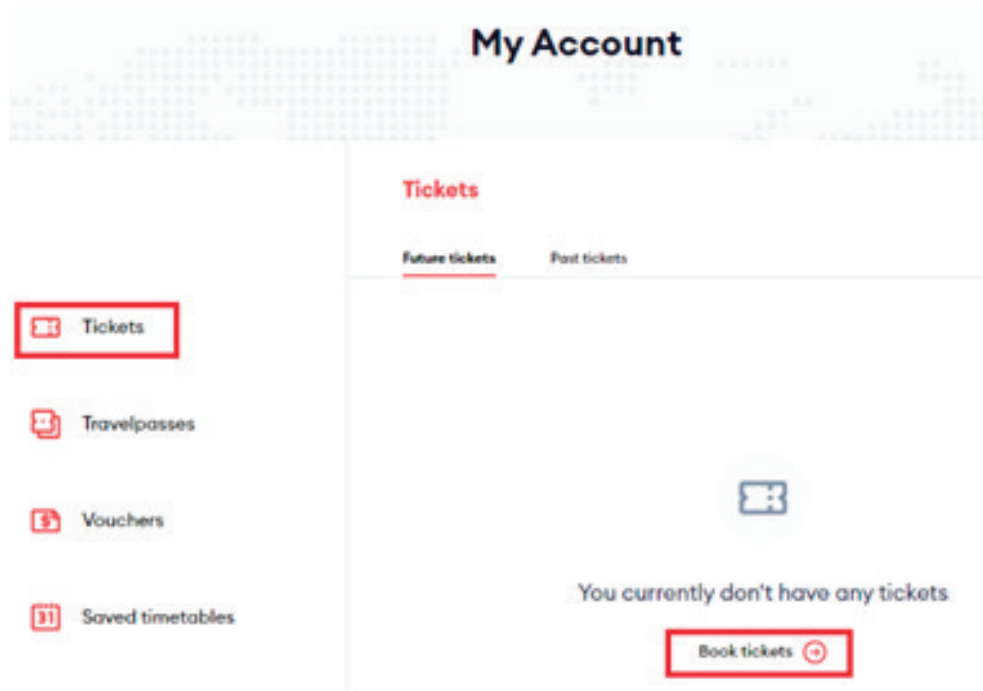 My Account
Tickets
Future tickets Past tickets
Tickets
Travelpasses
$
Vouchers
You currently don't have any tickets
31
Saved timetables
Book tickets